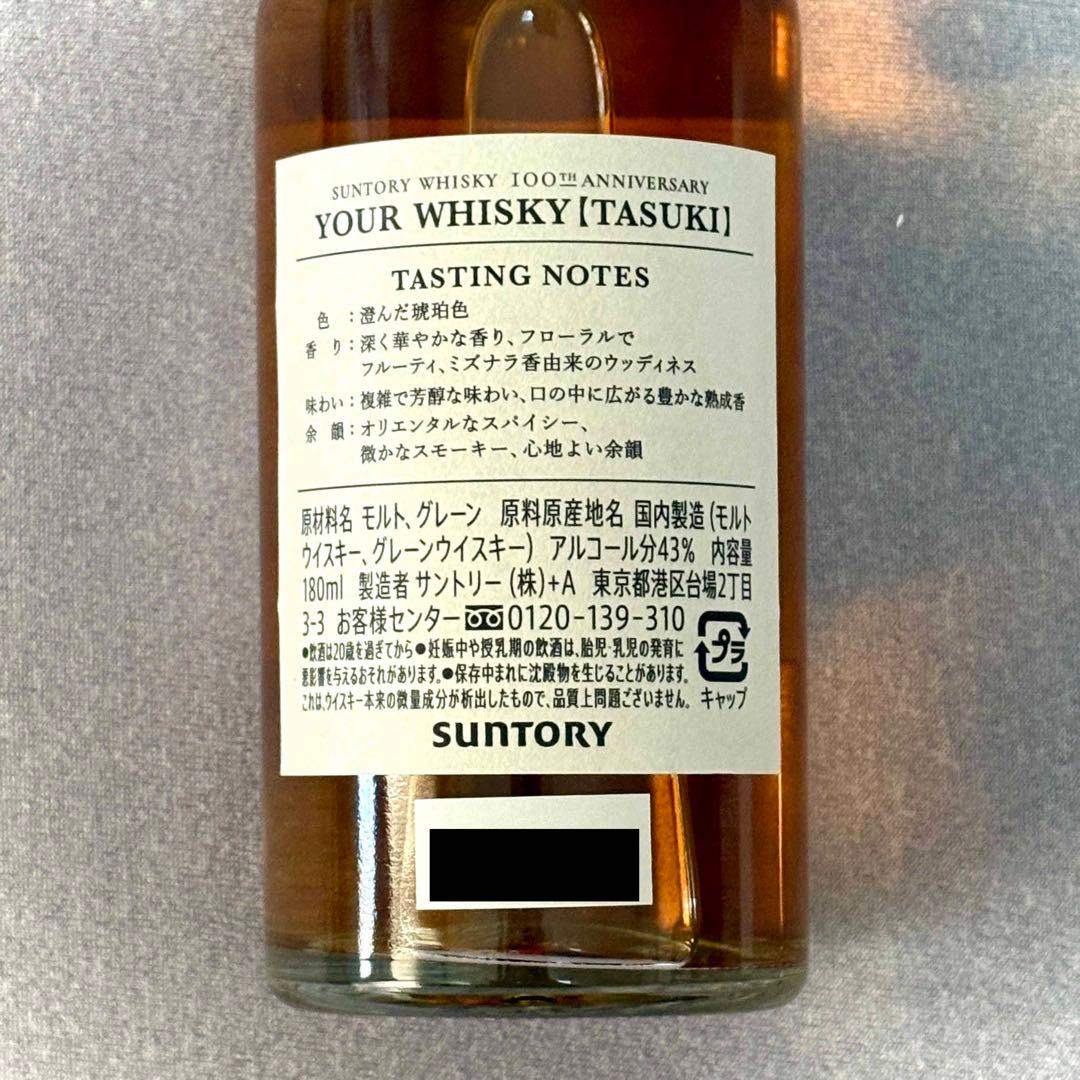 SUNTORY WHISKY 100TH ANNIVERSARY
YOUR WHISKY【TASUKI】
TASTING NOTES
色　：澄んだ琥珀色
香り：深く華やかな香り、フローラルで
フルーティ、ミズナラ香由来のウッディネス
味わい：複雑で芳醇な味わい、口の中に広がる豊かな熟成香
余韻：オリエンタルなスパイシー、
微かなスモーキー、心地よい余韻
原材料名 モルト、グレーン　原料原産地名 国内製造(モルト
ウイスキー、グレーンウイスキー)　アルコール分43%　内容量
180ml　製造者 サントリー(株)+A　東京都港区台場2丁目
3-3 お客様センター 0120-139-310
●飲酒は20歳を過ぎてから●妊娠中や授乳期の飲酒は、胎児・乳児の発育に
悪影響を与えるおそれがあります。●保存中まれに沈殿物を生じることがあります。
これは、ウイスキー本来の微量成分が析出したもので、品質上問題ございません。
プラ
キャップ
SUNTORY